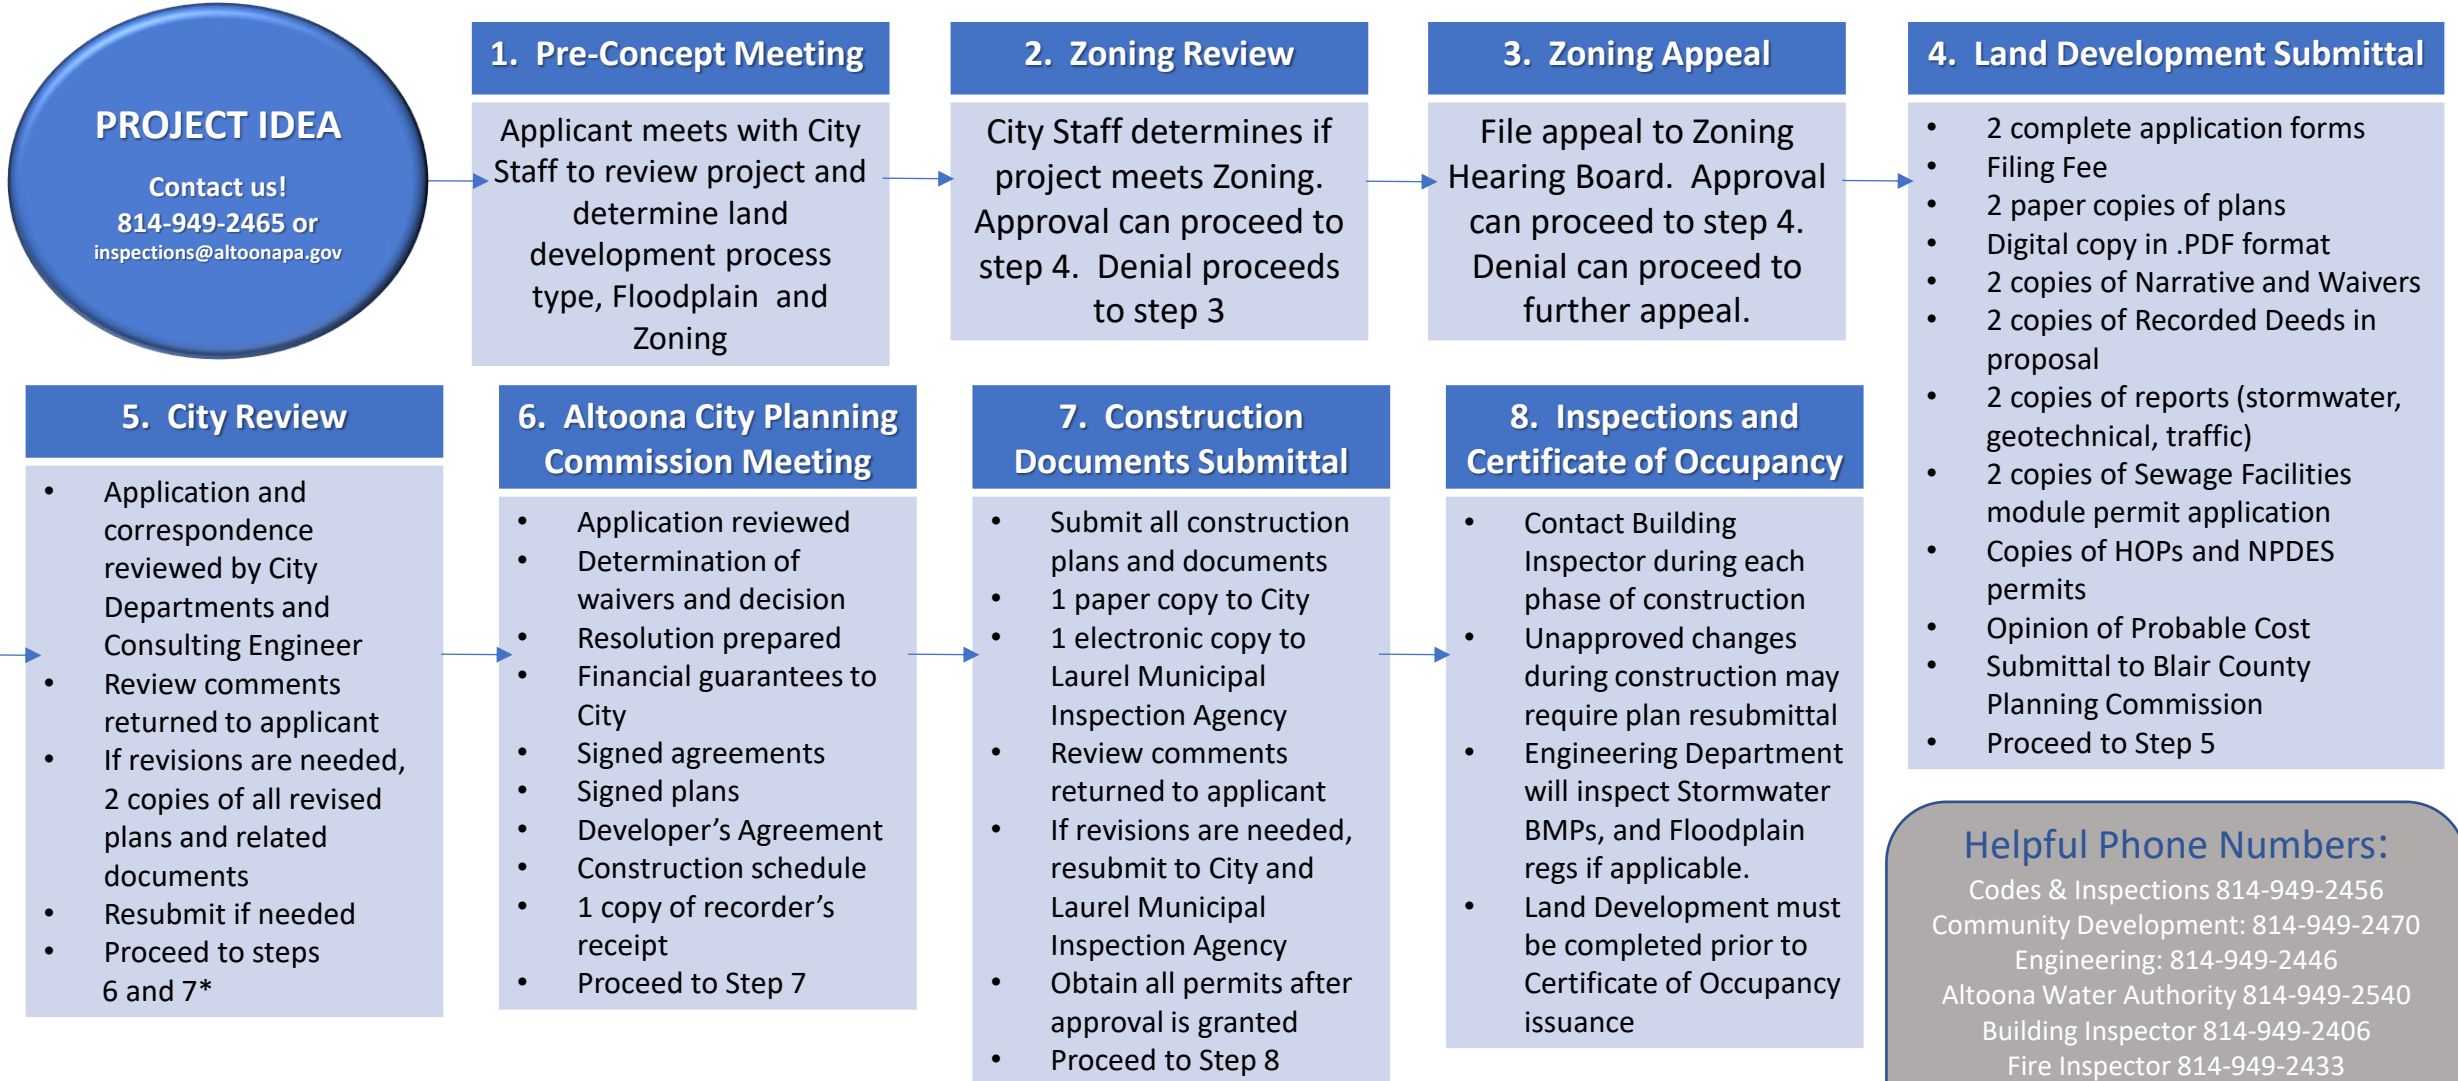 PROJECT IDEA
Contact us!
814-949-2465 or
inspections@altoonapa.gov
1. Pre-Concept Meeting
Applicant meets with City
Staff to review project and
determine land
development process
type, Floodplain and
Zoning
2. Zoning Review
City Staff determines if
project meets Zoning.
Approval can proceed to
step 4. Denial proceeds
to step 3
3. Zoning Appeal
File appeal to Zoning
Hearing Board. Approval
can proceed to step 4.
Denial can proceed to
further appeal.
4. Land Development Submittal
• 2 complete application forms
• Filing Fee
• 2 paper copies of plans
• Digital copy in .PDF format
• 2 copies of Narrative and Waivers
• 2 copies of Recorded Deeds in
proposal
• 2 copies of reports (stormwater,
geotechnical, traffic)
• 2 copies of Sewage Facilities
module permit application
• Copies of HOPs and NPDES
permits
• Opinion of Probable Cost
• Submittal to Blair County
Planning Commission
• Proceed to Step 5
5. City Review
• Application and
correspondence
reviewed by City
Departments and
Consulting Engineer
• Review comments
returned to applicant
• If revisions are needed,
2 copies of all revised
plans and related
documents
• Resubmit if needed
• Proceed to steps
6 and 7*
6. Altoona City Planning
Commission Meeting
• Application reviewed
• Determination of
waivers and decision
• Resolution prepared
• Financial guarantees to
City
• Signed agreements
• Signed plans
• Developer’s Agreement
• Construction schedule
• 1 copy of recorder’s
receipt
• Proceed to Step 7
7. Construction
Documents Submittal
• Submit all construction
plans and documents
• 1 paper copy to City
• 1 electronic copy to
Laurel Municipal
Inspection Agency
• Review comments
returned to applicant
• If revisions are needed,
resubmit to City and
Laurel Municipal
Inspection Agency
• Obtain all permits after
approval is granted
• Proceed to Step 8
8. Inspections and
Certificate of Occupancy
• Contact Building
Inspector during each
phase of construction
• Unapproved changes
during construction may
require plan resubmittal
• Engineering Department
will inspect Stormwater
BMPs, and Floodplain
regs if applicable.
• Land Development must
be completed prior to
Certificate of Occupancy
issuance
Helpful Phone Numbers:
Codes & Inspections 814-949-2456
Community Development: 814-949-2470
Engineering: 814-949-2446
Altoona Water Authority 814-949-2540
Building Inspector 814-949-2406
Fire Inspector 814-949-2433